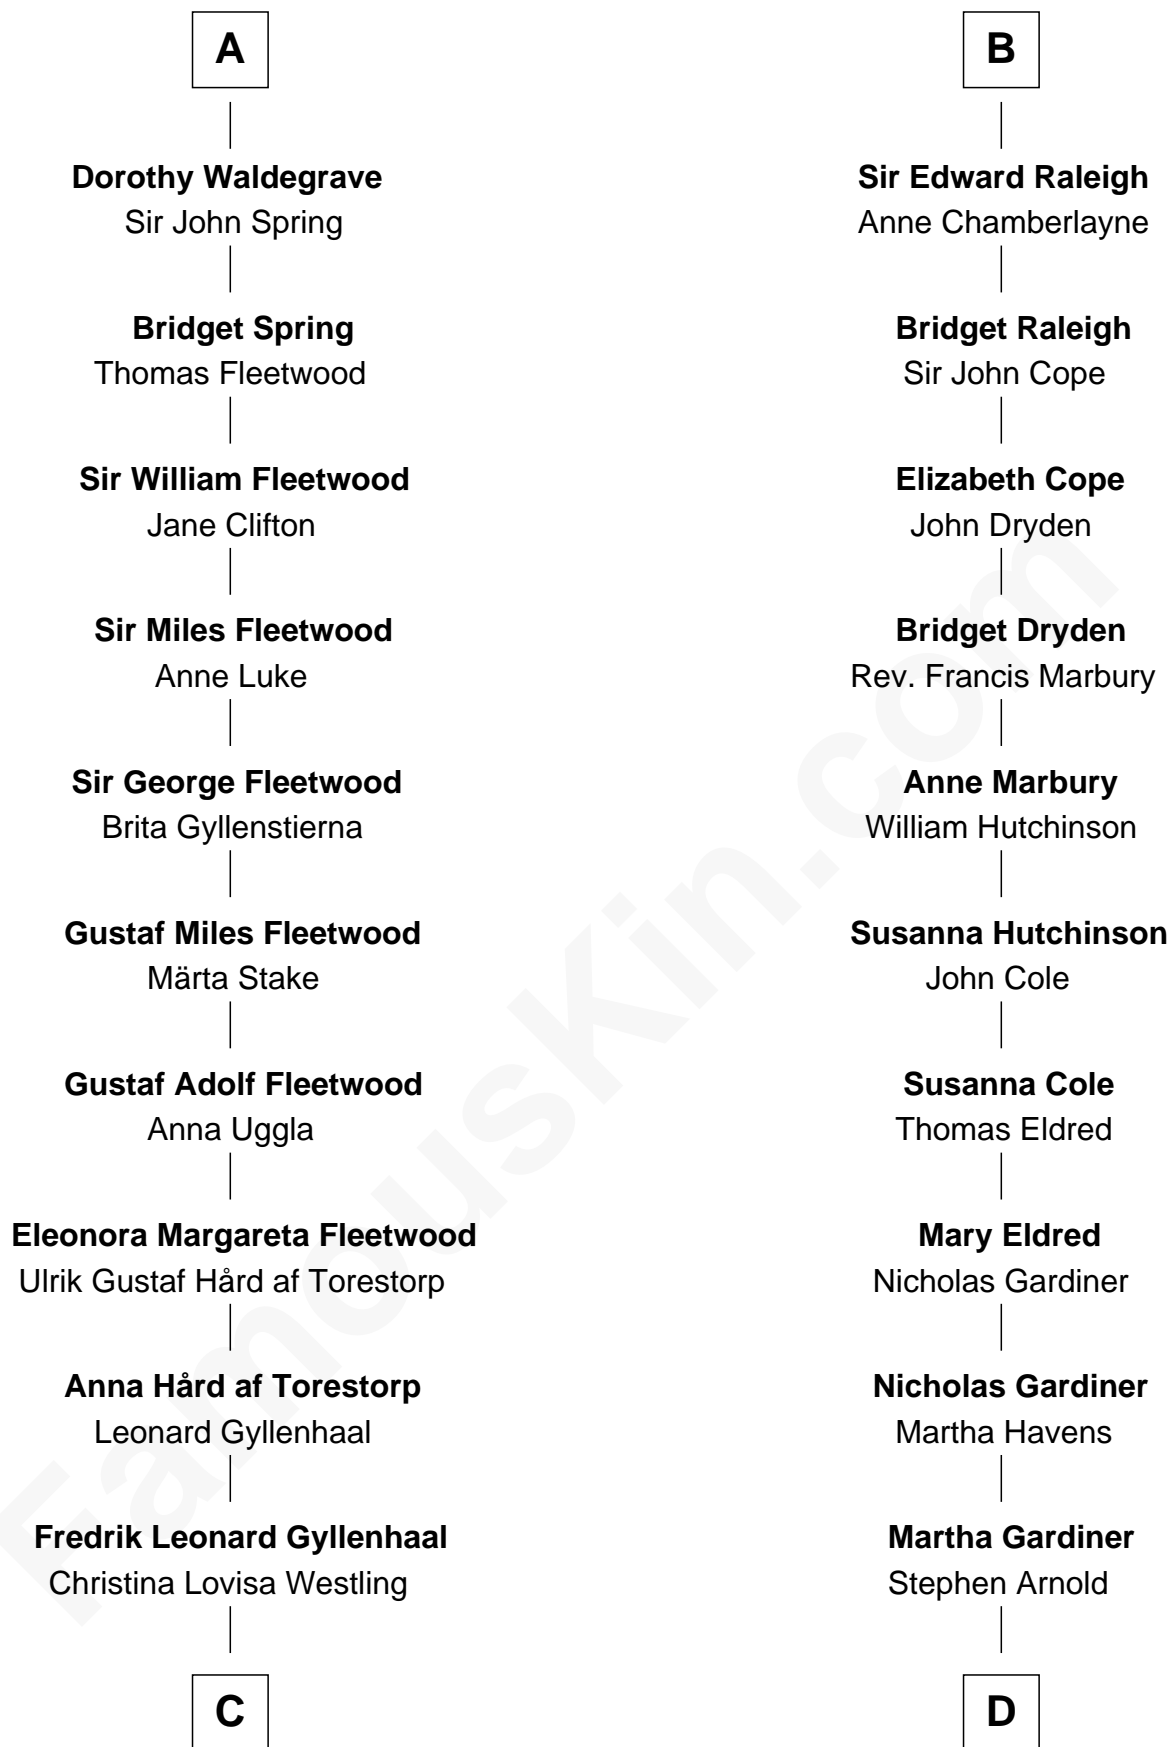 A
Dorothy Waldegrave
Sir John Spring
Bridget Spring
Thomas Fleetwood
Sir William Fleetwood
Jane Clifton
Sir Miles Fleetwood
Anne Luke
Sir George Fleetwood
Brita Gyllenstierna
Gustaf Miles Fleetwood
Märta Stake
Gustaf Adolf Fleetwood
Anna Uggla
Eleonora Margareta Fleetwood
Ulrik Gustaf Hård af Torestorp
Anna Hård af Torestorp
Leonard Gyllenhaal
Fredrik Leonard Gyllenhaal
Christina Lovisa Westling
C
B
Sir Edward Raleigh
Anne Chamberlayne
Bridget Raleigh
Sir John Cope
Elizabeth Cope
John Dryden
Bridget Dryden
Rev. Francis Marbury
Anne Marbury
William Hutchinson
Susanna Hutchinson
John Cole
Susanna Cole
Thomas Eldred
Mary Eldred
Nicholas Gardiner
Nicholas Gardiner
Martha Havens
Martha Gardiner
Stephen Arnold
D
FamousKin.com